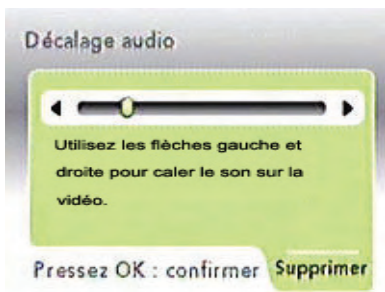 Décalage audio
Utilisez les flèches gauche et
droite pour caler le son sur la
vidéo.
Pressez OK : confirmer Supprimer